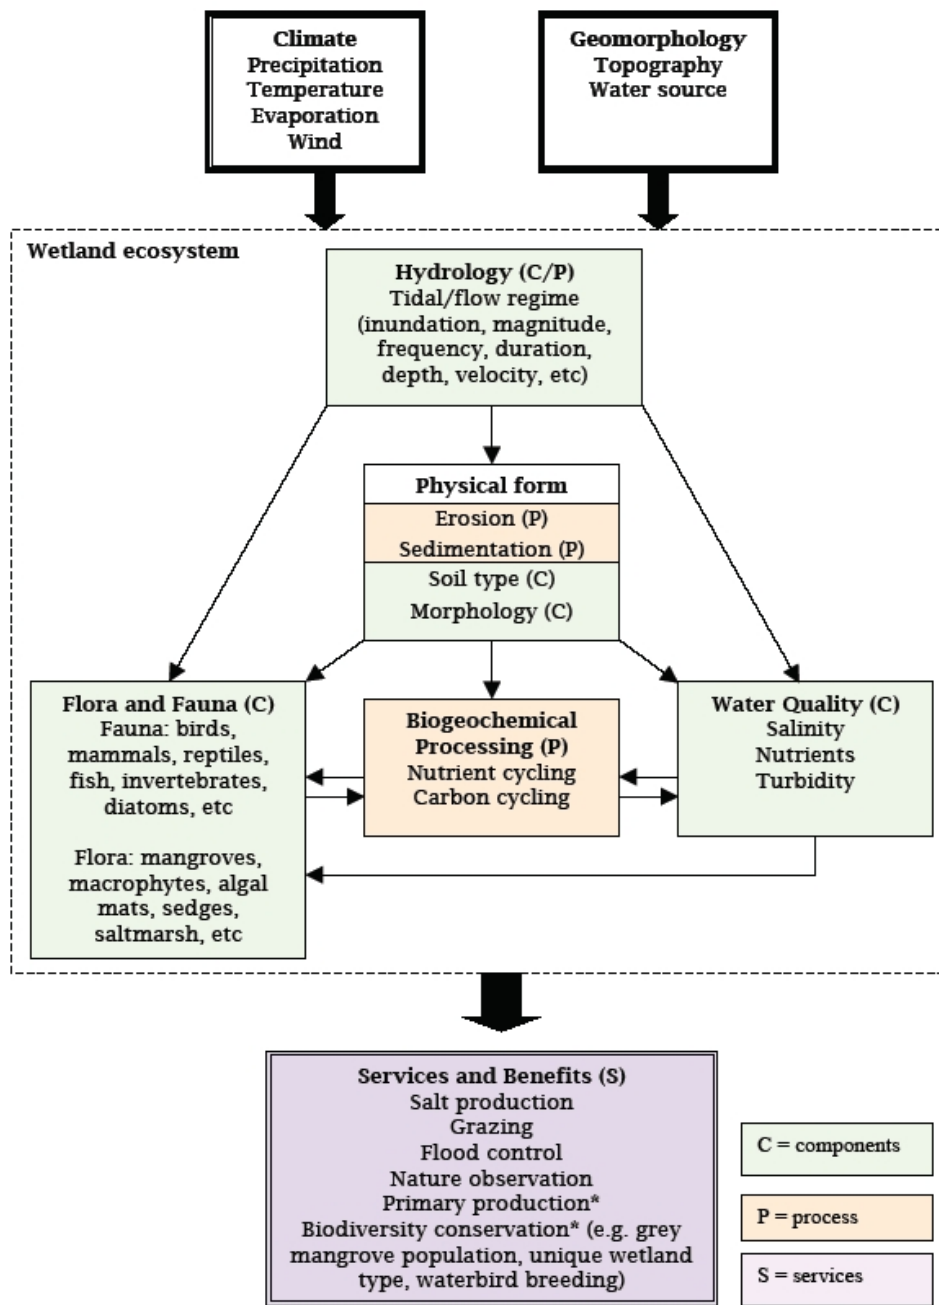 Climate
Precipitation
Temperature
Evaporation
Wind
Geomorphology
Topography
Water source
Wetland ecosystem
Hydrology (C/P)
Tidal/flow regime
(inundation, magnitude,
frequency, duration,
depth, velocity, etc)
Physical form
Erosion (P)
Sedimentation (P)
Soil type (C)
Morphology (C)
Flora and Fauna (C)
Fauna: birds,
mammals, reptiles,
fish, invertebrates,
diatoms, etc
Flora: mangroves,
macrophytes, algal
mats, sedges,
saltmarsh, etc
Biogeochemical
Processing (P)
Nutrient cycling
Carbon cycling
Water Quality (C)
Salinity
Nutrients
Turbidity
Services and Benefits (S)
Salt production
Grazing
Flood control
Nature observation
Primary production*
Biodiversity conservation* (e.g. grey
mangrove population, unique wetland
type, waterbird breeding)
C = components
P = process
S = services